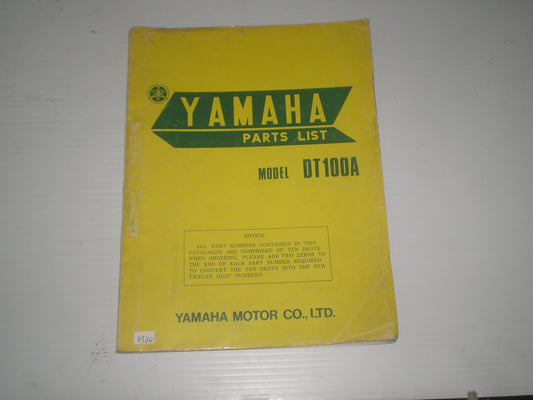 YAMAHA
PARTS LIST
MODEL DT100A
NOTICE
ALL PART NUMBERS CONTAINED IN THIS
CATALOGUE ARE COMPRISED OF TEN DIGITS.
WHEN ORDERING, PLEASE ADD TWO ZEROS TO
THE END OF EACH PART NUMBER REQUIRED
TO CONVERT THE TEN DIGITS INTO THE NEW
TWELVE DIGIT NUMBERS.
YAMAHA MOTOR CO., LTD.
1730